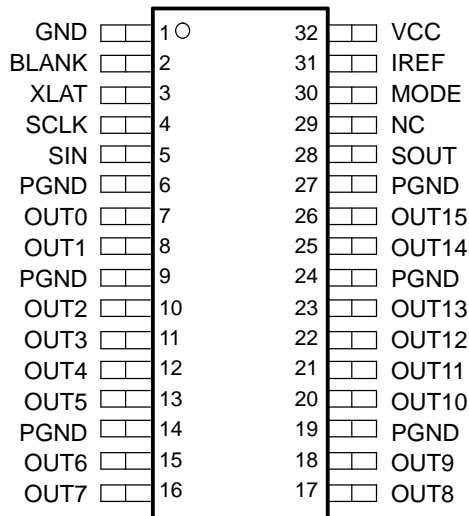 GND 1 32 VCC
BLANK 2 31 IREF
XLAT 3 30 MODE
SCLK 4 29 NC
SIN 5 28 SOUT
PGND 6 27 PGND
OUT0 7 26 OUT15
OUT1 8 25 OUT14
PGND 9 24 PGND
OUT2 10 23 OUT13
OUT3 11 22 OUT12
OUT4 12 21 OUT11
OUT5 13 20 OUT10
PGND 14 19 PGND
OUT6 15 18 OUT9
OUT7 16 17 OUT8